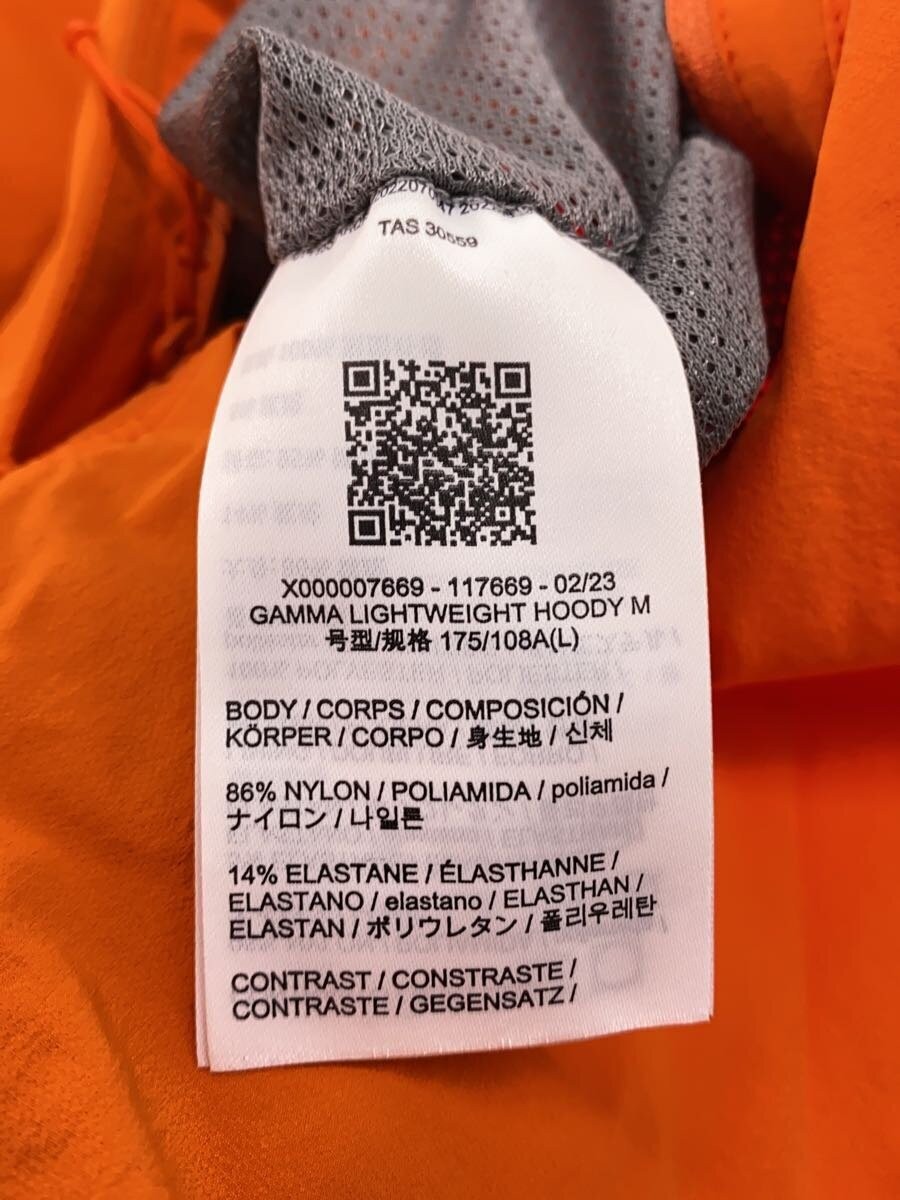 TAS 30559
X000007669 - 117669 - 02/23
GAMMA LIGHTWEIGHT HOODY M
号型/规格 175/108A(L)
BODY / CORPS / COMPOSICIÓN /
KÖRPER / CORPO / 身生地 / 신체
86% NYLON / POLIAMIDA / poliamida /
ナイロン / 나일론
14% ELASTANE / ÉLASTHANNE /
ELASTANO / elastano / ELASTHAN /
ELASTAN / ポリウレタン / 폴리우레탄
CONTRAST / CONSTRASTE /
CONTRASTE / GEGENSATZ /